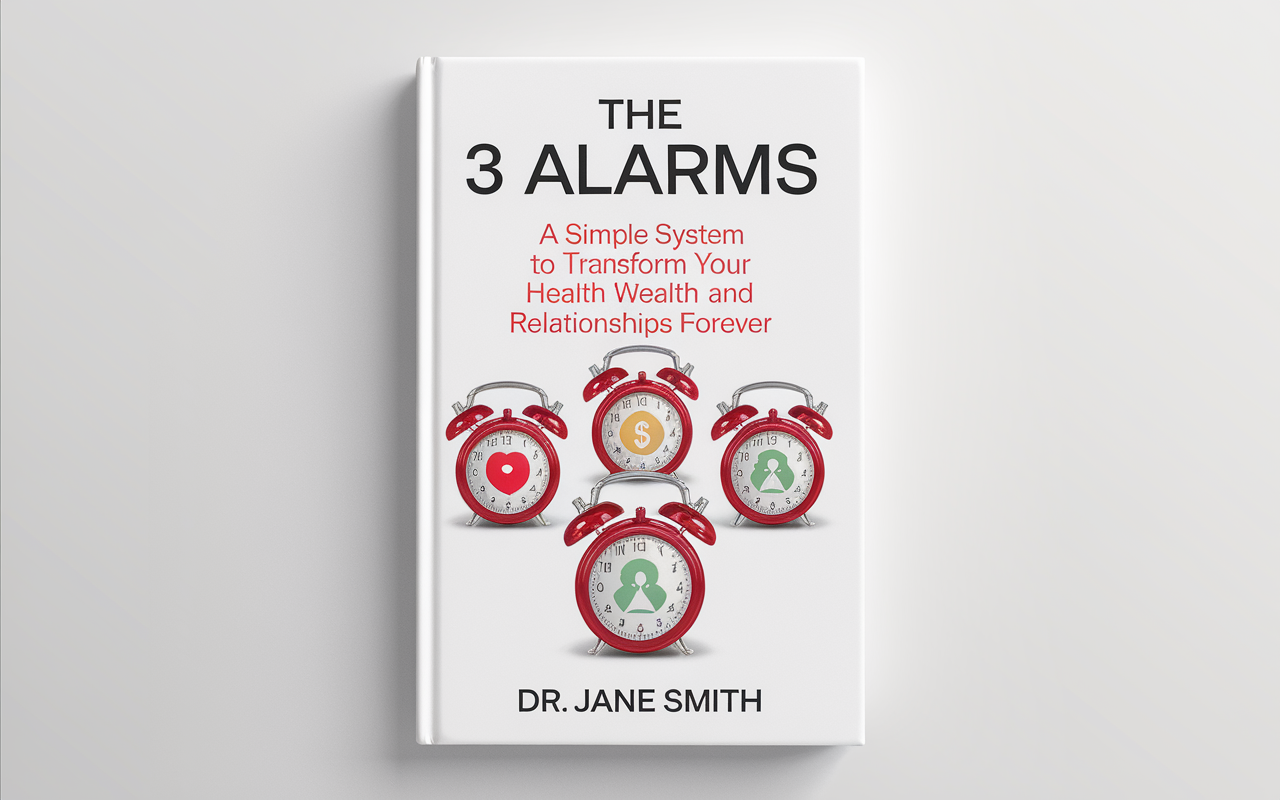 THE
3 ALARMS
A Simple System
to Transform Your
Health Wealth and
Relationships Forever
$
DR. JANE SMITH